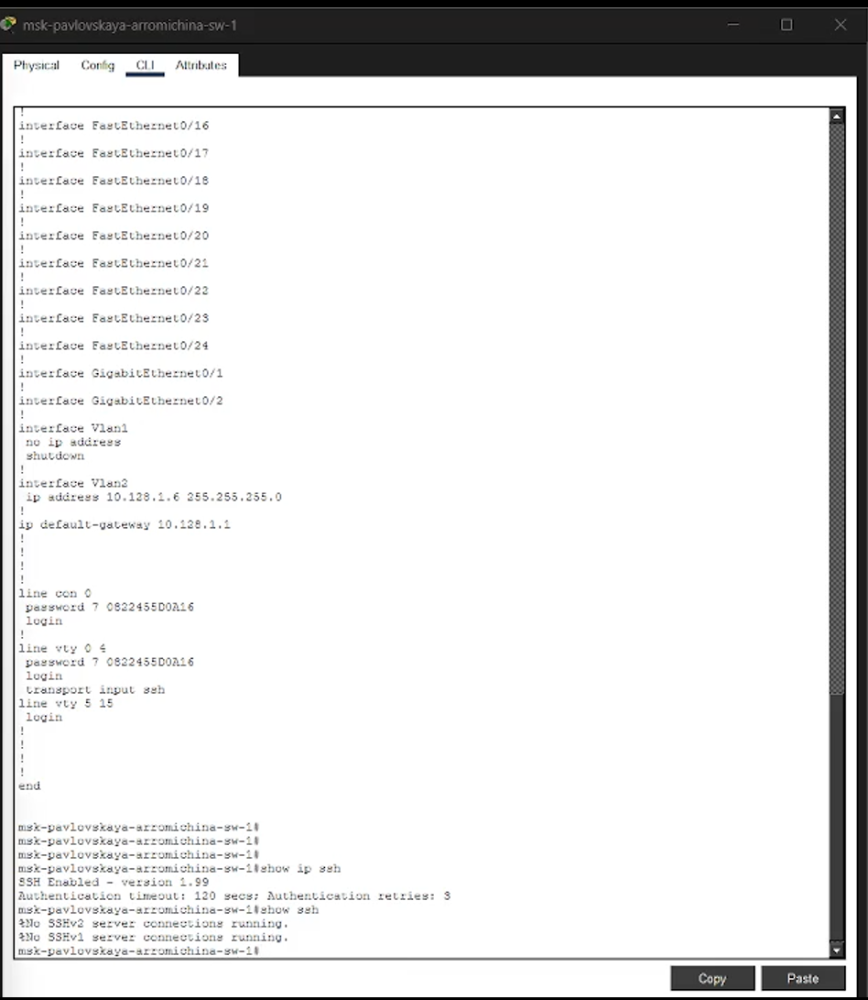 msk-pavlovskaya-arromichina-sw-1
Physical Config CLI Attributes
!
interface FastEthernet0/16
!
interface FastEthernet0/17
!
interface FastEthernet0/18
!
interface FastEthernet0/19
!
interface FastEthernet0/20
!
interface FastEthernet0/21
!
interface FastEthernet0/22
!
interface FastEthernet0/23
!
interface FastEthernet0/24
!
interface GigabitEthernet0/1
!
interface GigabitEthernet0/2
!
interface Vlan1
 no ip address
 shutdown
!
interface Vlan2
 ip address 10.128.1.6 255.255.255.0
!
ip default-gateway 10.128.1.1
!
!
!
!
line con 0
 password 7 0822455D0A16
 login
!
line vty 0 4
 password 7 0822455D0A16
 login
 transport input ssh
line vty 5 15
 login
!
!
!
!
end
msk-pavlovskaya-arromichina-sw-1#
msk-pavlovskaya-arromichina-sw-1#
msk-pavlovskaya-arromichina-sw-1#
msk-pavlovskaya-arromichina-sw-1#show ip ssh
SSH Enabled - version 1.99
Authentication timeout: 120 secs; Authentication retries: 3
msk-pavlovskaya-arromichina-sw-1#show ssh
%No SSHv2 server connections running.
%No SSHv1 server connections running.
msk-pavlovskaya-arromichina-sw-1#
Copy Paste